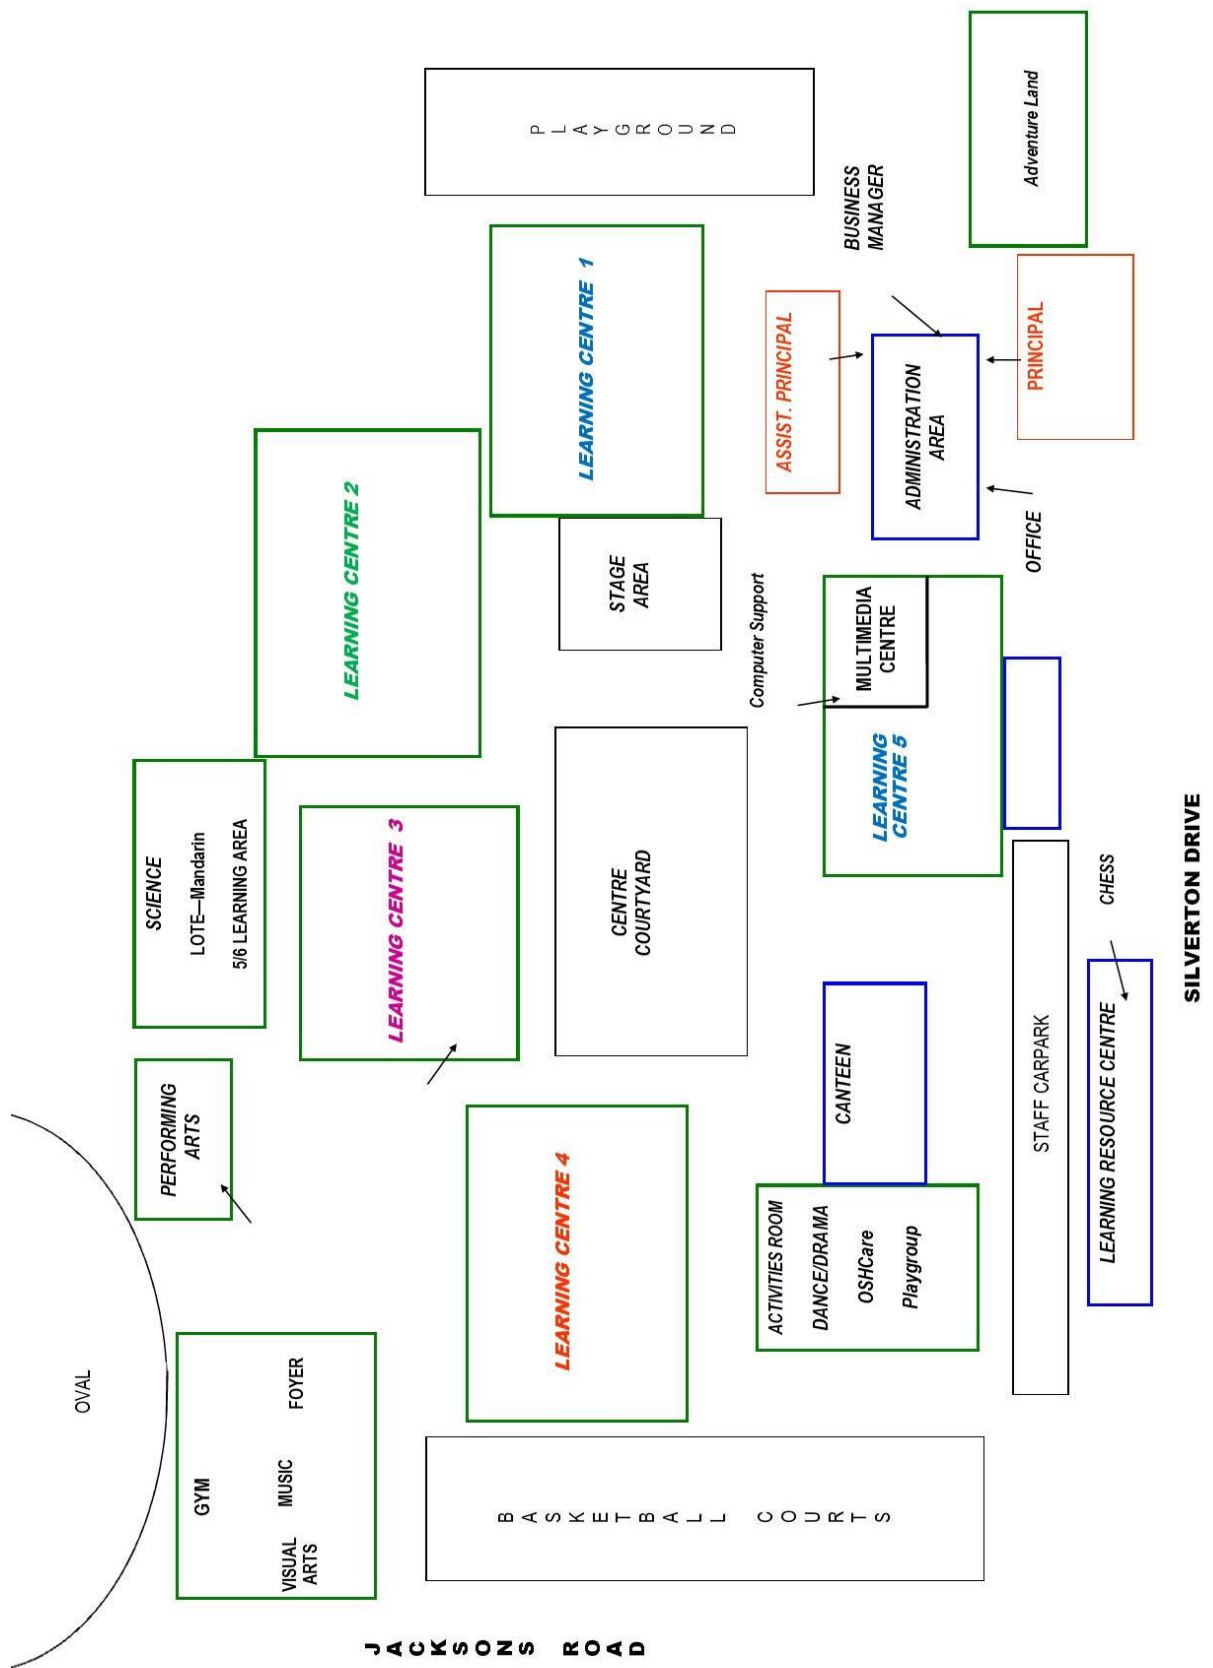 OVAL
GYM
VISUAL
ARTS
MUSIC
FOYER
PERFORMING
ARTS
SCIENCE
LOTE—Mandarin
5/6 LEARNING AREA
LEARNING CENTRE 2
LEARNING CENTRE 3
JACKSONS ROAD
BASKETBALL COURTS
LEARNING CENTRE 4
CENTRE
COURTYARD
STAGE
AREA
LEARNING CENTRE 1
PLAYGROUND
ACTIVITIES ROOM
DANCE/DRAMA
OSHCare
Playgroup
CANTEEN
Computer Support
MULTIMEDIA
CENTRE
LEARNING
CENTRE 5
ASSIST. PRINCIPAL
BUSINESS
MANAGER
ADMINISTRATION
AREA
OFFICE
PRINCIPAL
Adventure Land
STAFF CARPARK
LEARNING RESOURCE CENTRE
CHESS
SILVERTON DRIVE